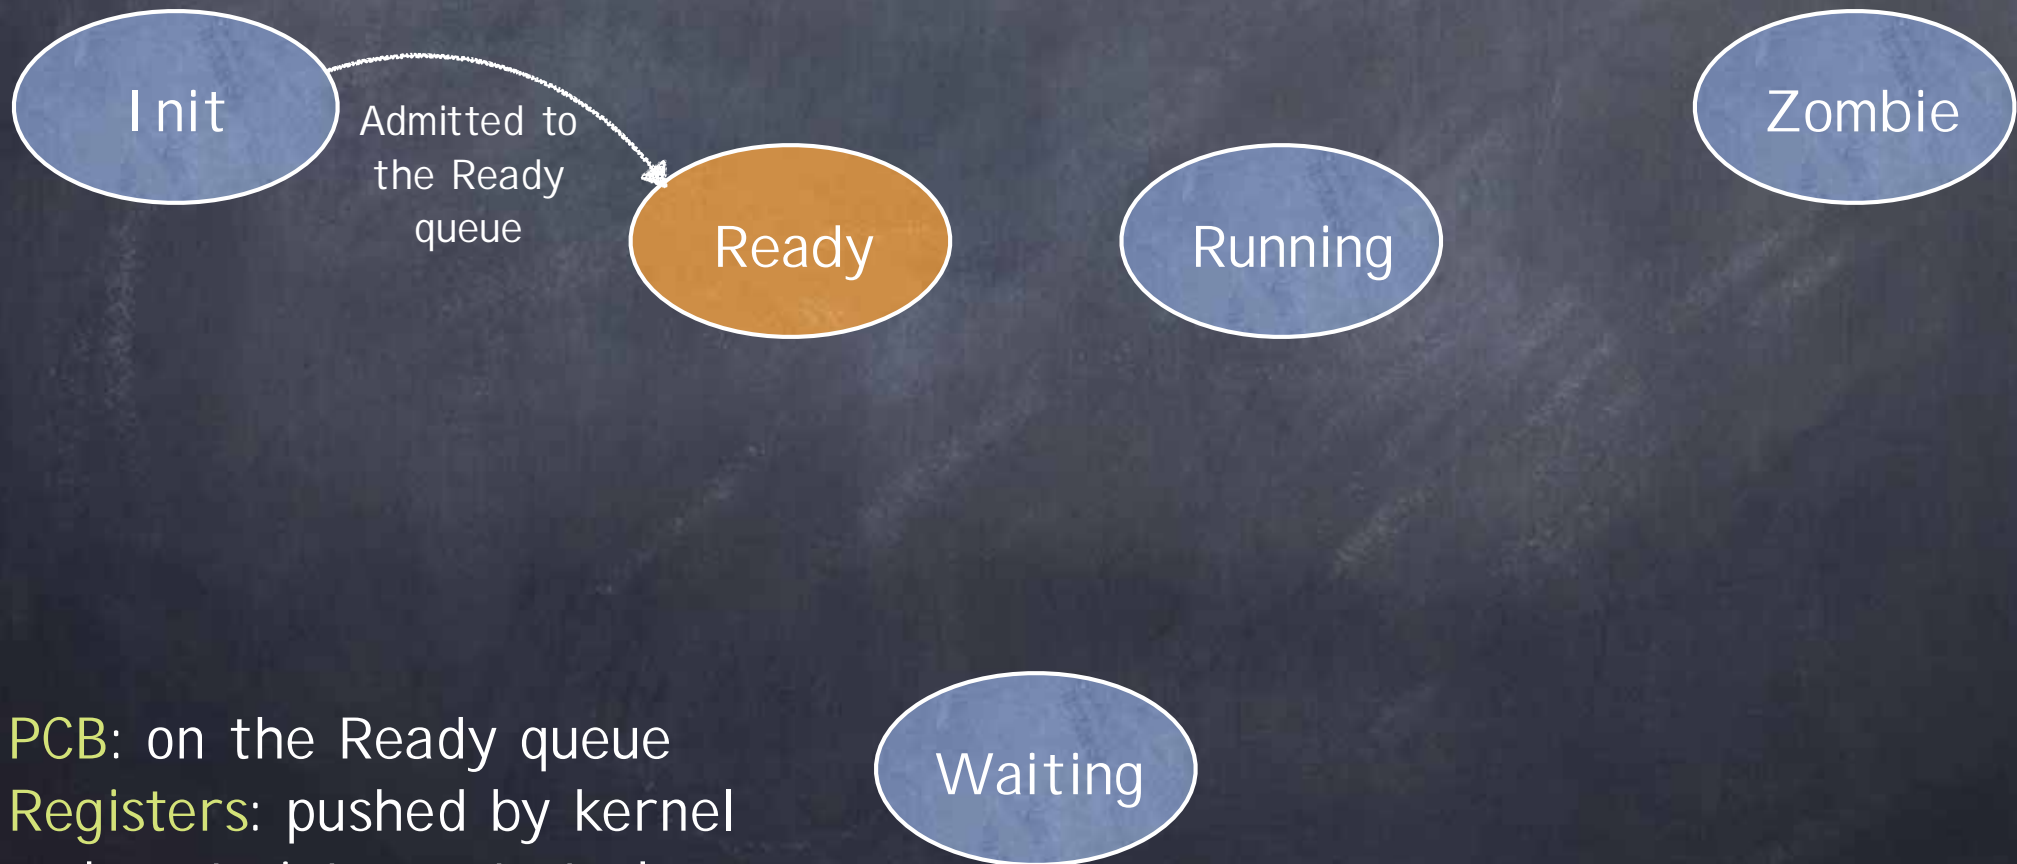 Init
Zombie
Admitted to
the Ready
queue
Ready
Running
PCB: on the Ready queue
Waiting
Registers: pushed by kernel